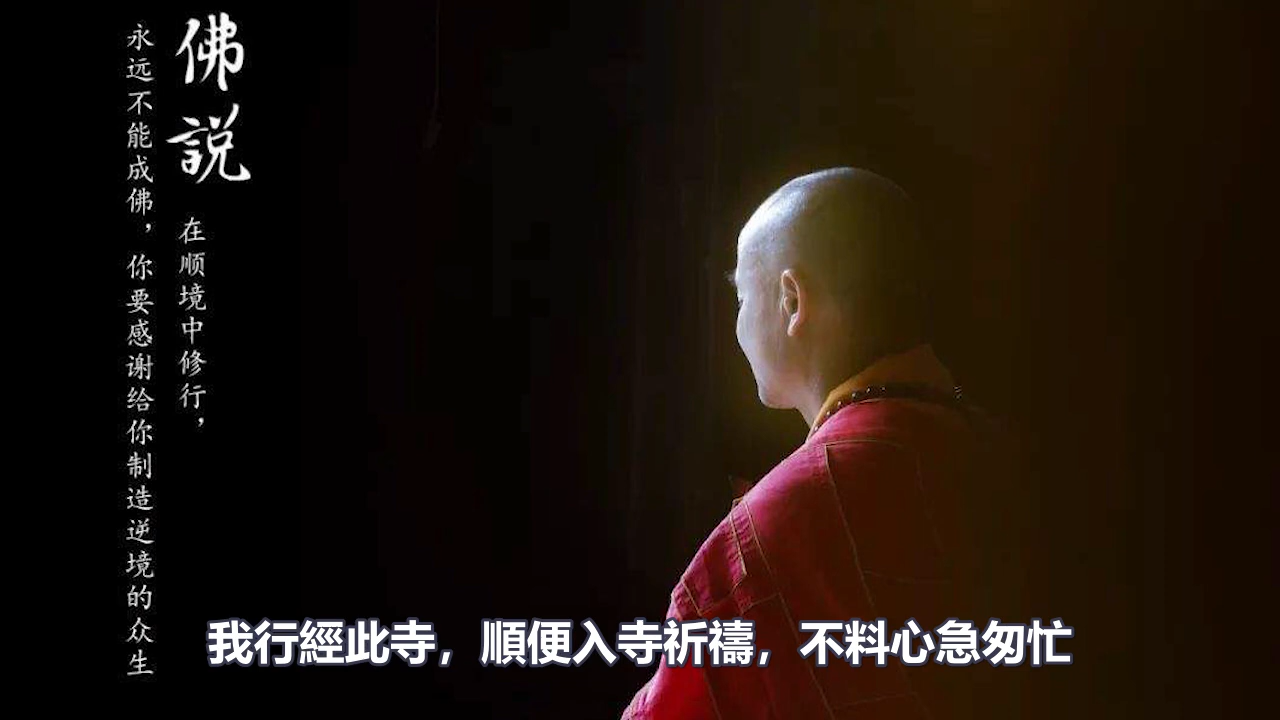 佛説
在顺境中修行，
永远不能成佛，你要感谢给你制造逆境的众生
我行經此寺，順便入寺祈禱，不料心急匆忙